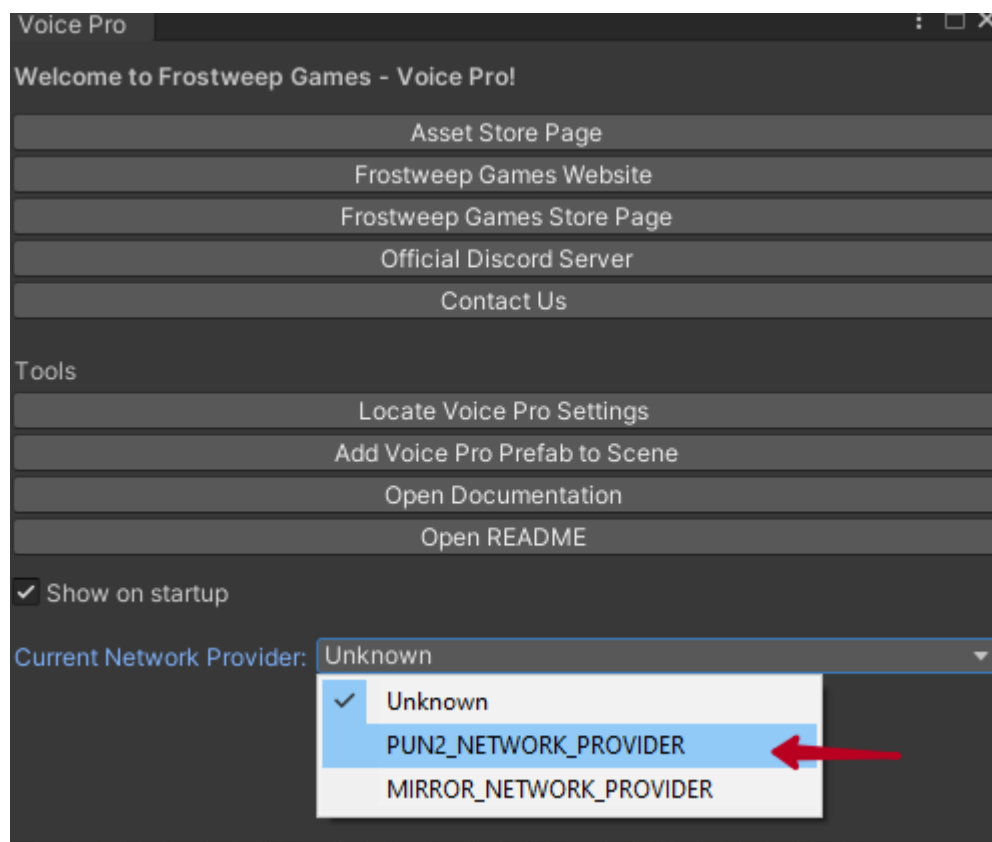 Voice Pro
Welcome to Frostweep Games - Voice Pro!
Asset Store Page
Frostweep Games Website
Frostweep Games Store Page
Official Discord Server
Contact Us
Tools
Locate Voice Pro Settings
Add Voice Pro Prefab to Scene
Open Documentation
Open README
Show on startup
Current Network Provider: Unknown
Unknown
PUN2_NETWORK_PROVIDER
MIRROR_NETWORK_PROVIDER